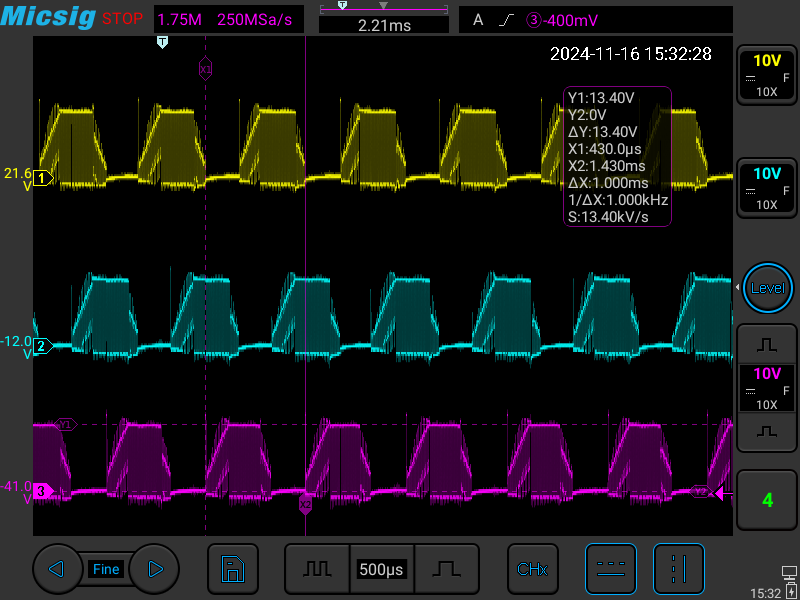 Micsig STOP 1.75M 250MSa/s T 2.21ms A ③-400mV
T
2024-11-16 15:32:28
X1
10V
F
10X
Y1:13.40V
Y2:0V
ΔY:13.40V
X1:430.0μs
X2:1.430ms
ΔX:1.000ms
1/ΔX:1.000kHz
S:13.40kV/s
21.6
V
1
10V
F
10X
Level
-12.0
V
2
10V
F
10X
Y1
-41.0
V
3
Y2
X2
4
Fine
500μs
CHx
15:32